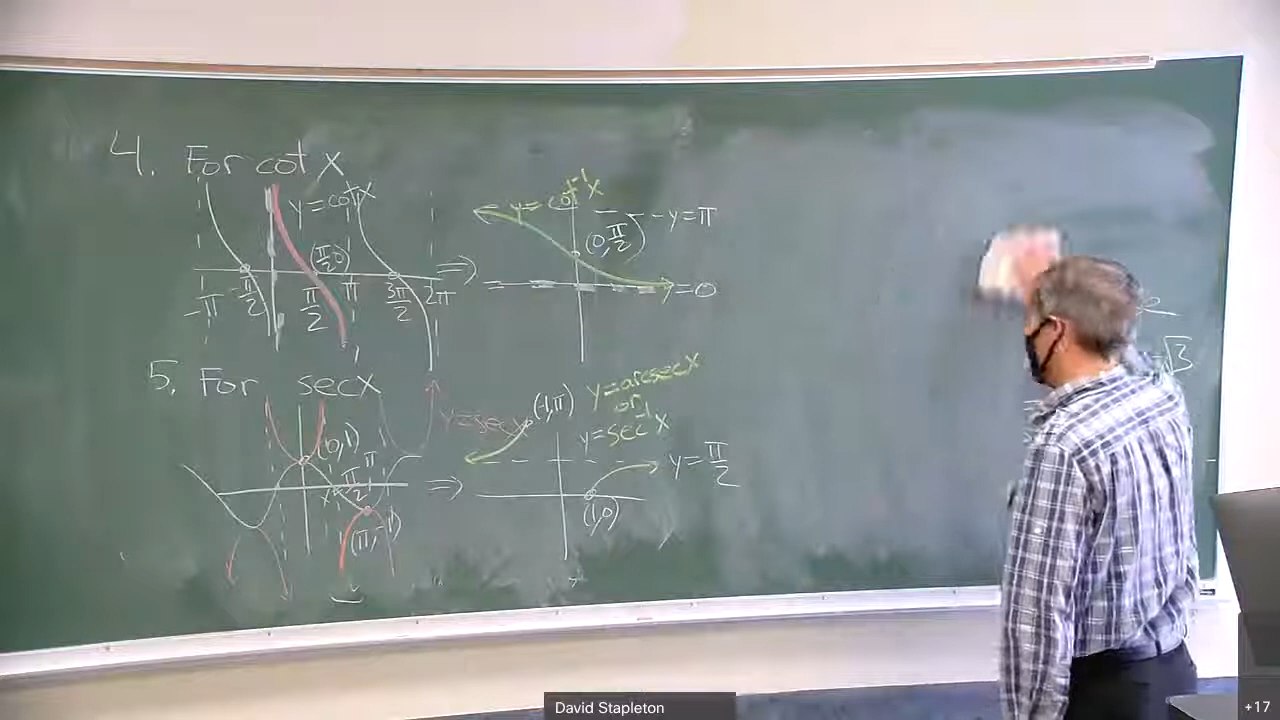 4. For cot x
y = cot x
(π/2, 0)
-π -π/2 π/2 π 3π/2 2π
⇒
y = cot⁻¹ x
y = π
(0, π/2)
y = 0
5. For sec x
y = sec x
(0, 1)
π/2 π
(π, -1)
⇒
(-1, π)
y = arcsec x
or
y = sec⁻¹ x
y = π/2
(1, 0)
√3
David Stapleton
+17